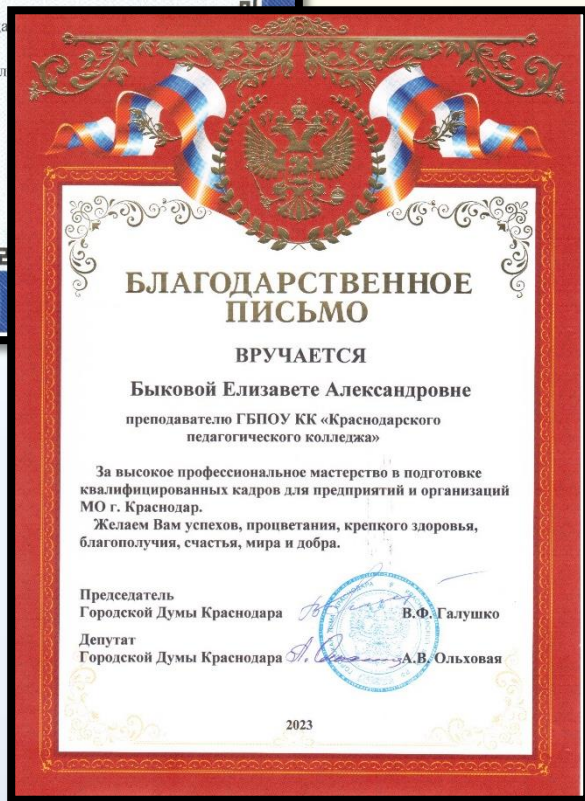 БЛАГОДАРСТВЕННОЕ
ПИСЬМО
ВРУЧАЕТСЯ
Быковой Елизавете Александровне
преподавателю ГБПОУ КК «Краснодарского
педагогического колледжа»
За высокое профессиональное мастерство в подготовке
квалифицированных кадров для предприятий и организаций
МО г. Краснодар.
Желаем Вам успехов, процветания, крепкого здоровья,
благополучия, счастья, мира и добра.
Председатель
Городской Думы Краснодара В.Ф. Галушко
Депутат
Городской Думы Краснодара А.В. Ольховая
2023